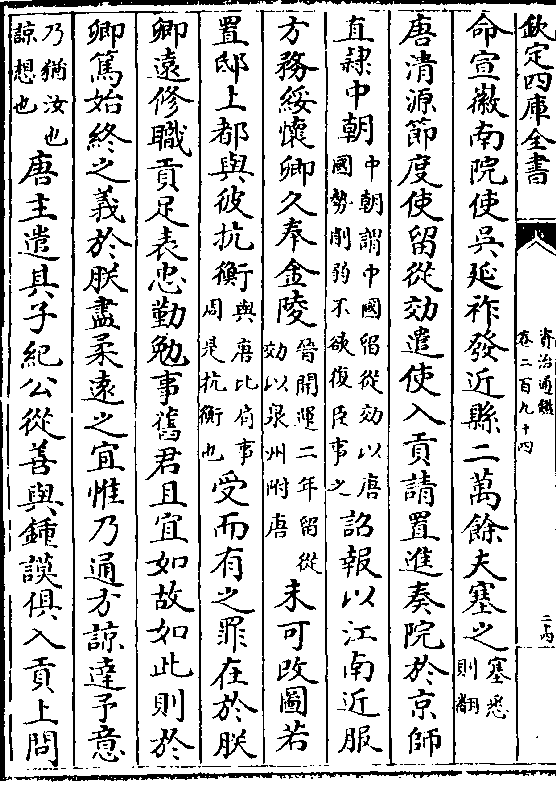 欽定四庫全書
資治通鑑
卷二百九十四
二十四
命宣徽南院使吳延祚發近縣二萬餘夫塞之塞悉則翻
唐清源節度使留從効遣使入貢請置進奏院於京師
直隸中朝中朝謂中國留從効以唐國勢削弱不欲復臣事之詔報以江南近服
方務綏懷卿久奉金陵晉開運二年留從効以泉州附唐未可改圖若
置邸上都與彼抗衡與唐比肩事周是抗衡也受而有之罪在於朕
卿遠修職貢足表忠勤勉事舊君且宜如故如此則於
卿篤始終之義於朕盡柔遠之宜惟乃通方諒達予意
乃猶汝也諒想也唐主遣其子紀公從善與鍾謨俱入貢上問